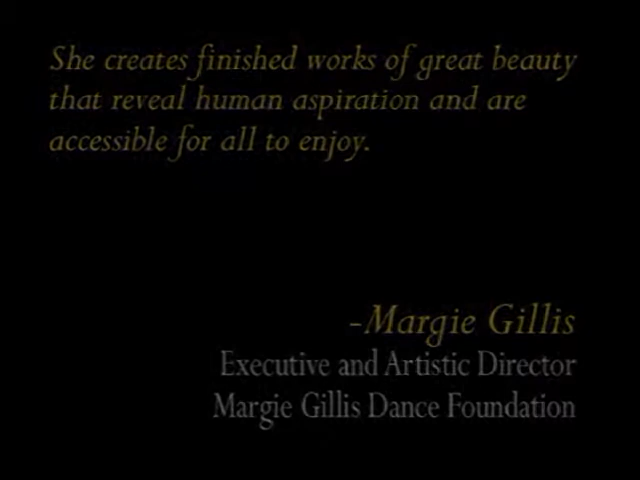 She creates finished works of great beauty
that reveal human aspiration and are
accessible for all to enjoy.
-Margie Gillis
Executive and Artistic Director
Margie Gillis Dance Foundation